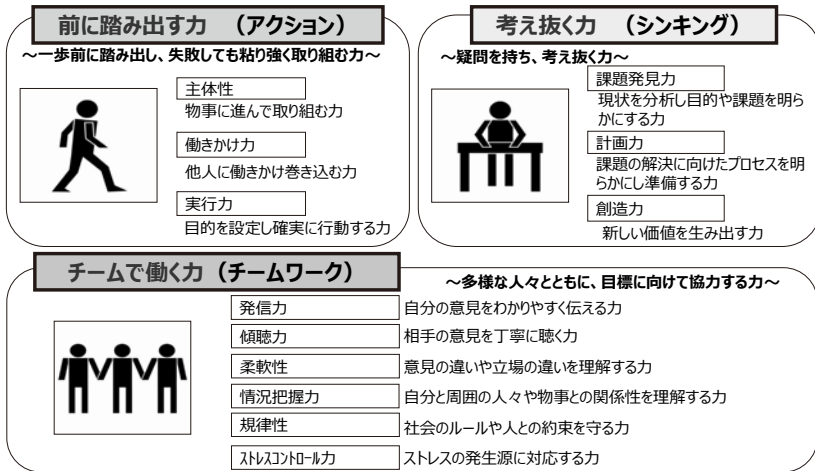 前に踏み出す力 (アクション)
～一歩前に踏み出し、失敗しても粘り強く取り組む力～
主体性
物事に進んで取り組む力
働きかけ力
他人に働きかけ巻き込む力
実行力
目的を設定し確実に行動する力
考え抜く力 (シンキング)
～疑問を持ち、考え抜く力～
課題発見力
現状を分析し目的や課題を明ら
かにする力
計画力
課題の解決に向けたプロセスを明
らかにし準備する力
創造力
新しい価値を生み出す力
チームで働く力 (チームワーク)
～多様な人々とともに、目標に向けて協力する力～
発信力 自分の意見をわかりやすく伝える力
傾聴力 相手の意見を丁寧に聴く力
柔軟性 意見の違いや立場の違いを理解する力
情況把握力 自分と周囲の人々や物事との関係性を理解する力
規律性 社会のルールや人との約束を守る力
ｽﾄﾚｽｺﾝﾄﾛｰﾙ力 ストレスの発生源に対応する力